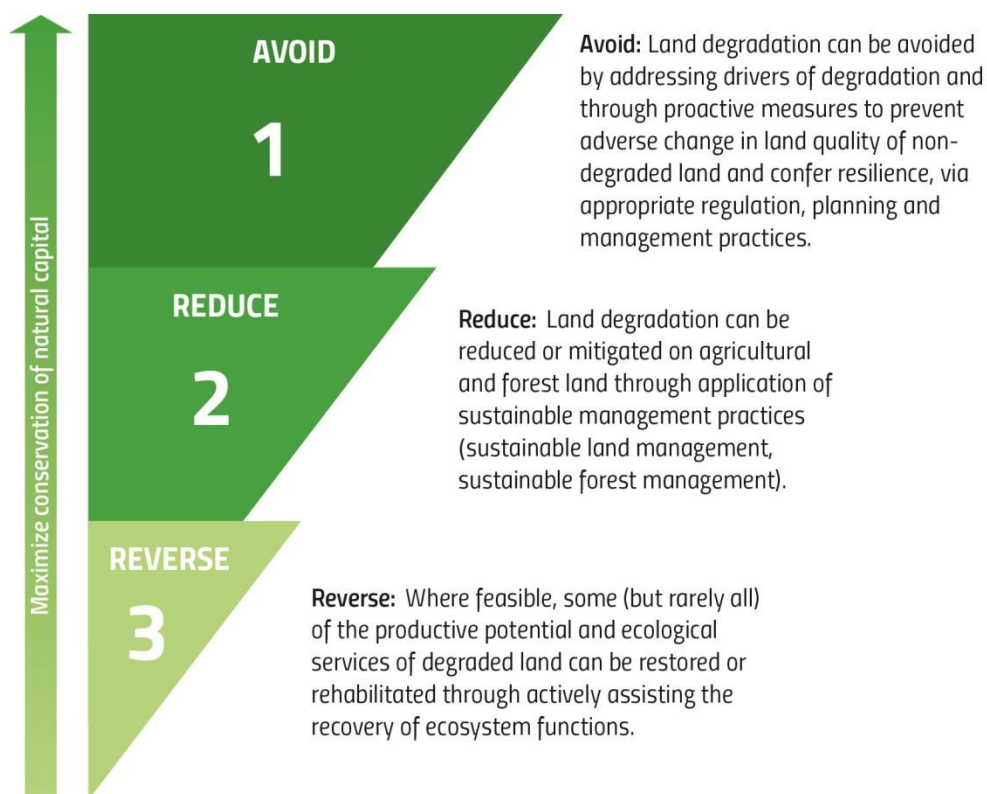 Maximize conservation of natural capital
AVOID
1
Avoid: Land degradation can be avoided
by addressing drivers of degradation and
through proactive measures to prevent
adverse change in land quality of non-
degraded land and confer resilience, via
appropriate regulation, planning and
management practices.
REDUCE
2
Reduce: Land degradation can be
reduced or mitigated on agricultural
and forest land through application of
sustainable management practices
(sustainable land management,
sustainable forest management).
REVERSE
3
Reverse: Where feasible, some (but rarely all)
of the productive potential and ecological
services of degraded land can be restored or
rehabilitated through actively assisting the
recovery of ecosystem functions.